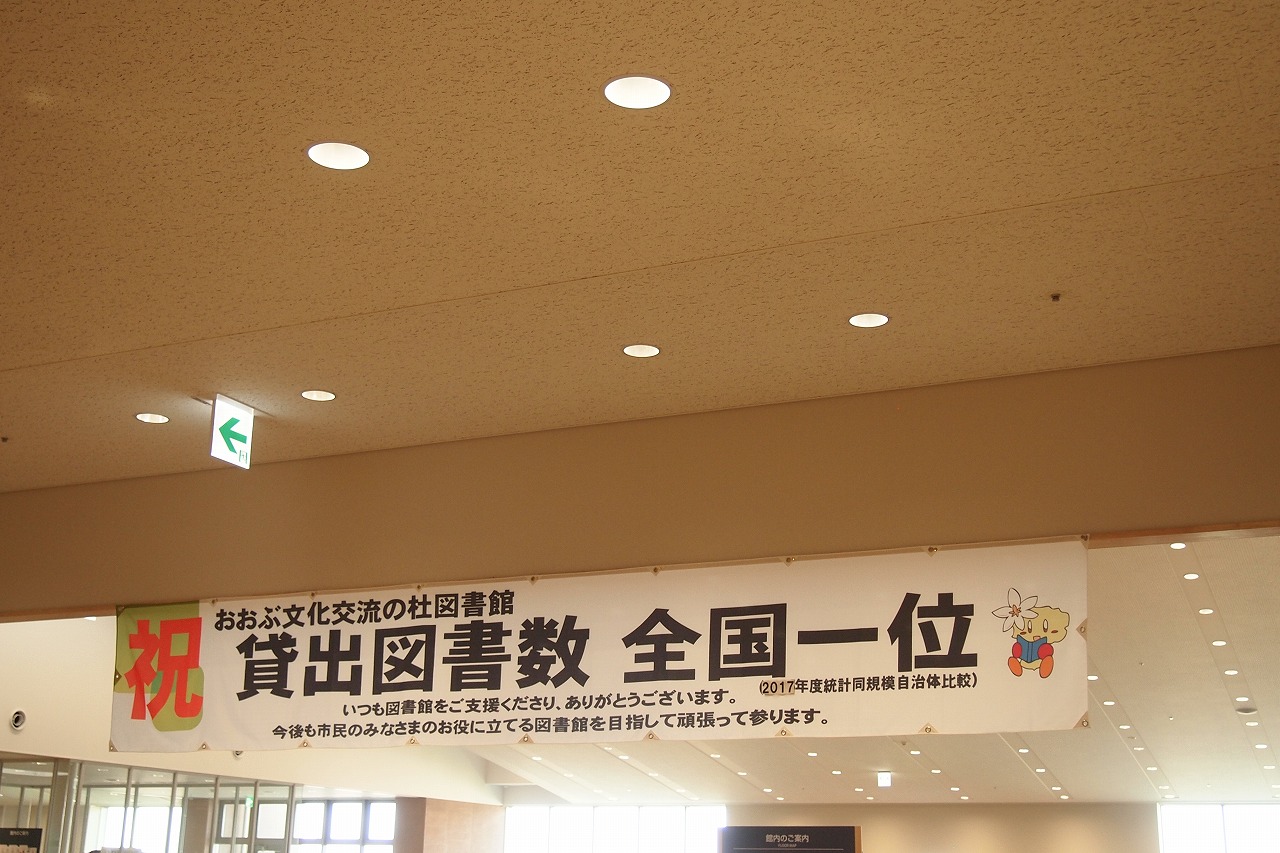 祝
おおぶ文化交流の杜図書館
貸出図書数 全国一位
(2017年度統計同規模自治体比較)
いつも図書館をご支援くださり、ありがとうございます。
今後も市民のみなさまのお役に立てる図書館を目指して頑張って参ります。
館内のご案内